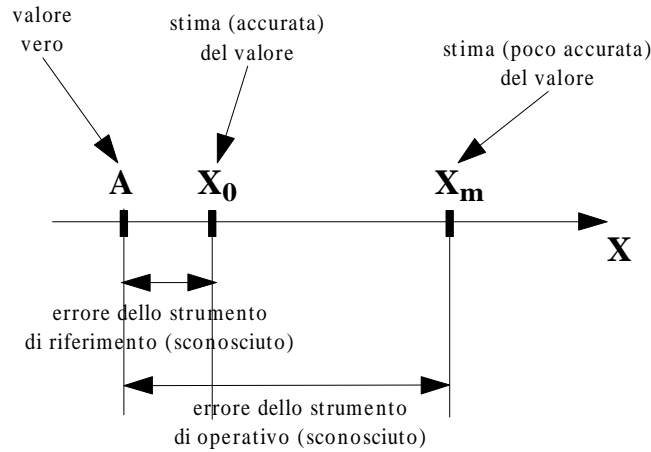 valore
vero
stima (accurata)
del valore
stima (poco accurata)
del valore
A
X0
Xm
X
errore dello strumento
di riferimento (sconosciuto)
errore dello strumento
di operativo (sconosciuto)